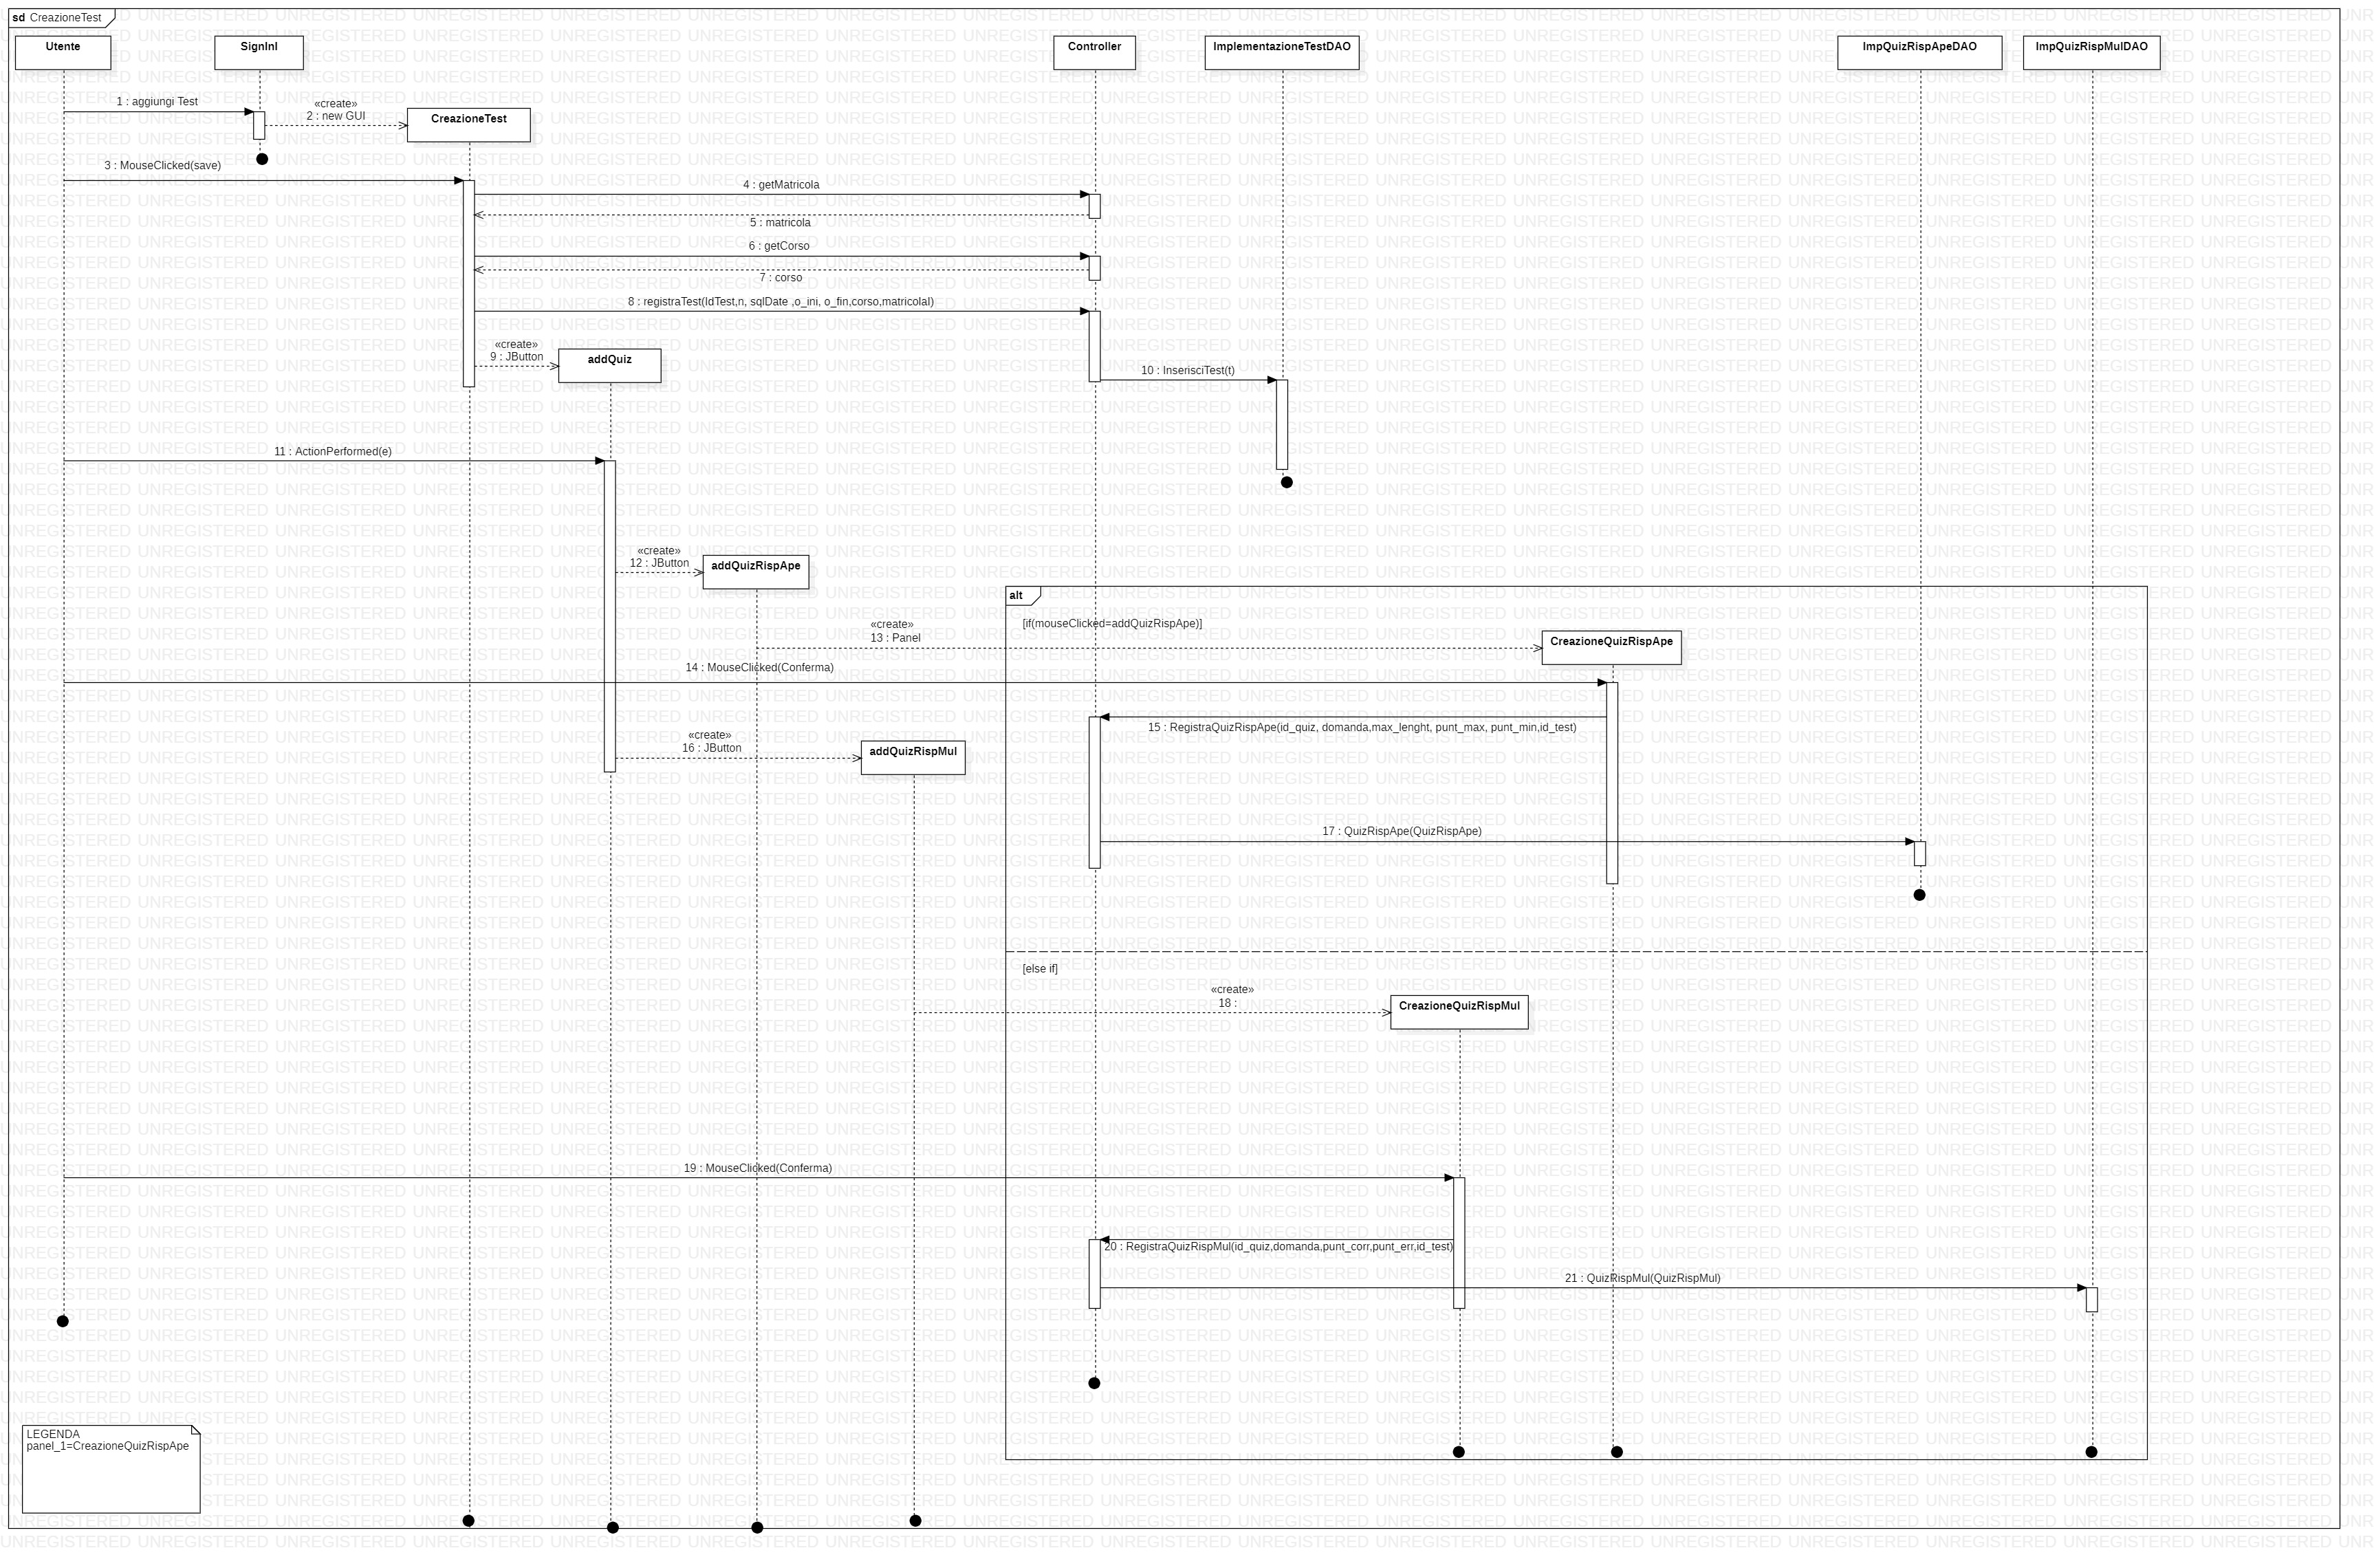 sd CreazioneTest
Utente
SignInI
Controller
ImplementazioneTestDAO
ImpQuizRispApeDAO
ImpQuizRispMulDAO
1 : aggiungi Test
«create»
2 : new GUI
CreazioneTest
3 : MouseClicked(save)
4 : getMatricola
5 : matricola
6 : getCorso
7 : corso
8 : registraTest(IdTest,n, sqlDate ,o_ini, o_fin,corso,matricolaI)
«create»
9 : JButton
addQuiz
10 : InserisciTest(t)
11 : ActionPerformed(e)
«create»
12 : JButton
addQuizRispApe
alt
[if(mouseClicked=addQuizRispApe)]
«create»
13 : Panel
CreazioneQuizRispApe
14 : MouseClicked(Conferma)
15 : RegistraQuizRispApe(id_quiz, domanda,max_lenght, punt_max, punt_min,id_test)
«create»
16 : JButton
addQuizRispMul
17 : QuizRispApe(QuizRispApe)
[else if]
«create»
18 :
CreazioneQuizRispMul
19 : MouseClicked(Conferma)
20 : RegistraQuizRispMul(id_quiz,domanda,punt_corr,punt_err,id_test)
21 : QuizRispMul(QuizRispMul)
LEGENDA
panel_1=CreazioneQuizRispApe
UNREGISTERED